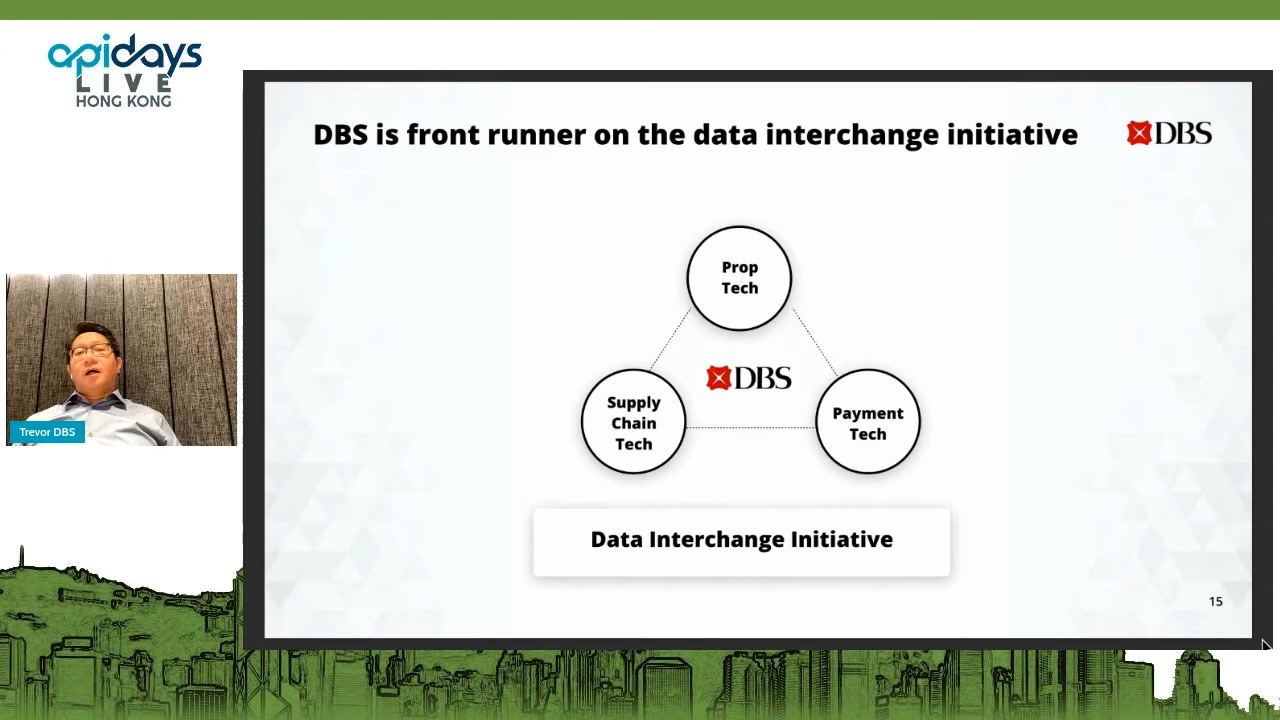 apidays
LIVE
HONG KONG
DBS is front runner on the data interchange initiative
DBS
Prop
Tech
DBS
Supply
Chain
Tech
Payment
Tech
Data Interchange Initiative
15
Trevor DBS